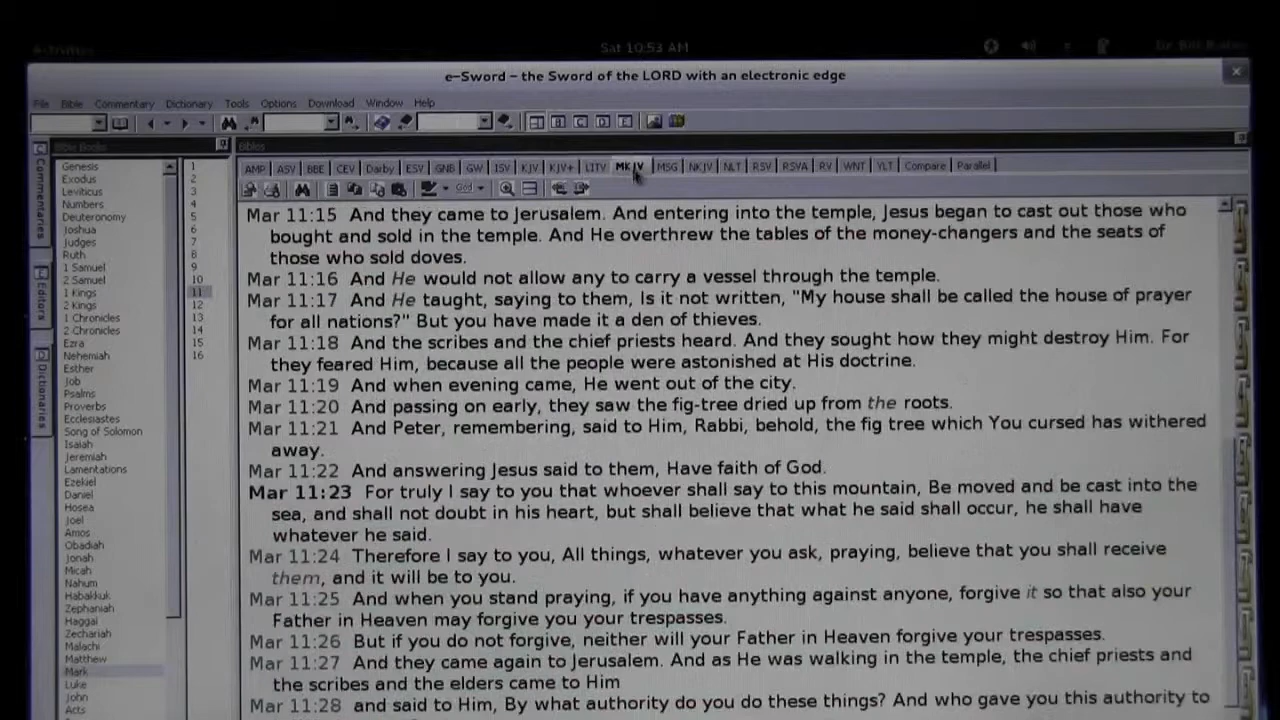 Activities
Sat 10:53 AM
e-Sword - the Sword of the LORD with an electronic edge
File Bible Commentary Dictionary Tools Options Download Window Help
Bible Books
Bibles
AMP ASV BBE CEV Darby ESV GNB GW ISV KJV KJV+ LITV MKJV MSG NKJV NLT RSV RSVA RV WNT YLT Compare Parallel
God
Commentaries
Editors
Dictionaries
Genesis
Exodus
Leviticus
Numbers
Deuteronomy
Joshua
Judges
Ruth
1 Samuel
2 Samuel
1 Kings
2 Kings
1 Chronicles
2 Chronicles
Ezra
Nehemiah
Esther
Job
Psalms
Proverbs
Ecclesiastes
Song of Solomon
Isaiah
Jeremiah
Lamentations
Ezekiel
Daniel
Hosea
Joel
Amos
Obadiah
Jonah
Micah
Nahum
Habakkuk
Zephaniah
Haggai
Zechariah
Malachi
Matthew
Mark
Luke
John
Acts
1
2
3
4
5
6
7
8
9
10
11
12
13
14
15
16
Mar 11:15 And they came to Jerusalem. And entering into the temple, Jesus began to cast out those who
bought and sold in the temple. And He overthrew the tables of the money-changers and the seats of
those who sold doves.
Mar 11:16 And He would not allow any to carry a vessel through the temple.
Mar 11:17 And He taught, saying to them, Is it not written, "My house shall be called the house of prayer
for all nations?" But you have made it a den of thieves.
Mar 11:18 And the scribes and the chief priests heard. And they sought how they might destroy Him. For
they feared Him, because all the people were astonished at His doctrine.
Mar 11:19 And when evening came, He went out of the city.
Mar 11:20 And passing on early, they saw the fig-tree dried up from the roots.
Mar 11:21 And Peter, remembering, said to Him, Rabbi, behold, the fig tree which You cursed has withered
away.
Mar 11:22 And answering Jesus said to them, Have faith of God.
Mar 11:23 For truly I say to you that whoever shall say to this mountain, Be moved and be cast into the
sea, and shall not doubt in his heart, but shall believe that what he said shall occur, he shall have
whatever he said.
Mar 11:24 Therefore I say to you, All things, whatever you ask, praying, believe that you shall receive
them, and it will be to you.
Mar 11:25 And when you stand praying, if you have anything against anyone, forgive it so that also your
Father in Heaven may forgive you your trespasses.
Mar 11:26 But if you do not forgive, neither will your Father in Heaven forgive your trespasses.
Mar 11:27 And they came again to Jerusalem. And as He was walking in the temple, the chief priests and
the scribes and the elders came to Him
Mar 11:28 and said to Him, By what authority do you do these things? And who gave you this authority to